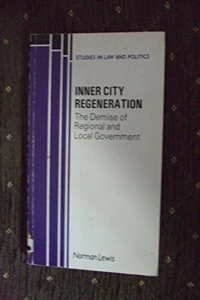 STUDIES IN LAW AND POLITICS
INNER CITY
REGENERATION
The Demise of
Regional and
Local Government
Norman Lewis